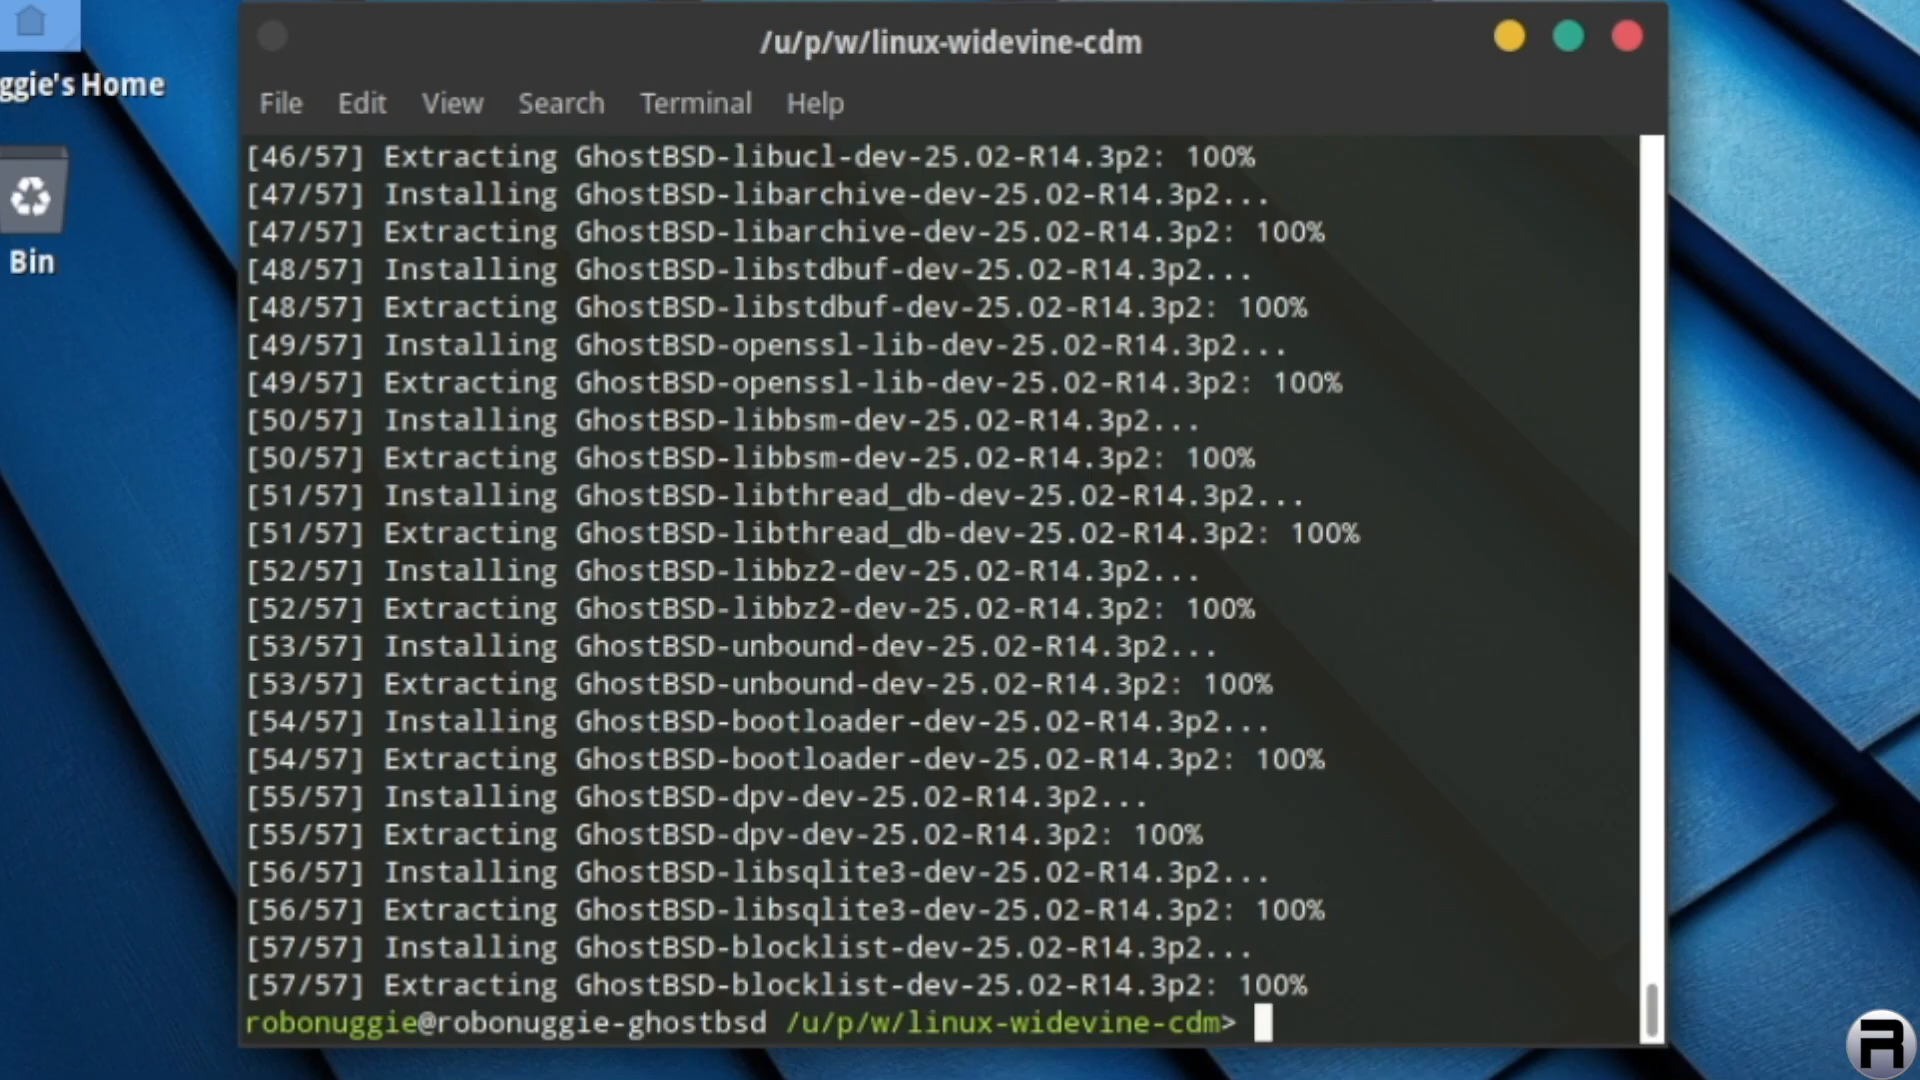 /u/p/w/linux-widevine-cdm
ggie's Home
File Edit View Search Terminal Help
Bin
[46/57] Extracting GhostBSD-libucl-dev-25.02-R14.3p2: 100%
[47/57] Installing GhostBSD-libarchive-dev-25.02-R14.3p2...
[47/57] Extracting GhostBSD-libarchive-dev-25.02-R14.3p2: 100%
[48/57] Installing GhostBSD-libstdbuf-dev-25.02-R14.3p2...
[48/57] Extracting GhostBSD-libstdbuf-dev-25.02-R14.3p2: 100%
[49/57] Installing GhostBSD-openssl-lib-dev-25.02-R14.3p2...
[49/57] Extracting GhostBSD-openssl-lib-dev-25.02-R14.3p2: 100%
[50/57] Installing GhostBSD-libbsm-dev-25.02-R14.3p2...
[50/57] Extracting GhostBSD-libbsm-dev-25.02-R14.3p2: 100%
[51/57] Installing GhostBSD-libthread_db-dev-25.02-R14.3p2...
[51/57] Extracting GhostBSD-libthread_db-dev-25.02-R14.3p2: 100%
[52/57] Installing GhostBSD-libbz2-dev-25.02-R14.3p2...
[52/57] Extracting GhostBSD-libbz2-dev-25.02-R14.3p2: 100%
[53/57] Installing GhostBSD-unbound-dev-25.02-R14.3p2...
[53/57] Extracting GhostBSD-unbound-dev-25.02-R14.3p2: 100%
[54/57] Installing GhostBSD-bootloader-dev-25.02-R14.3p2...
[54/57] Extracting GhostBSD-bootloader-dev-25.02-R14.3p2: 100%
[55/57] Installing GhostBSD-dpv-dev-25.02-R14.3p2...
[55/57] Extracting GhostBSD-dpv-dev-25.02-R14.3p2: 100%
[56/57] Installing GhostBSD-libsqlite3-dev-25.02-R14.3p2...
[56/57] Extracting GhostBSD-libsqlite3-dev-25.02-R14.3p2: 100%
[57/57] Installing GhostBSD-blocklist-dev-25.02-R14.3p2...
[57/57] Extracting GhostBSD-blocklist-dev-25.02-R14.3p2: 100%
robonuggie@robonuggie-ghostbsd /u/p/w/linux-widevine-cdm>
R